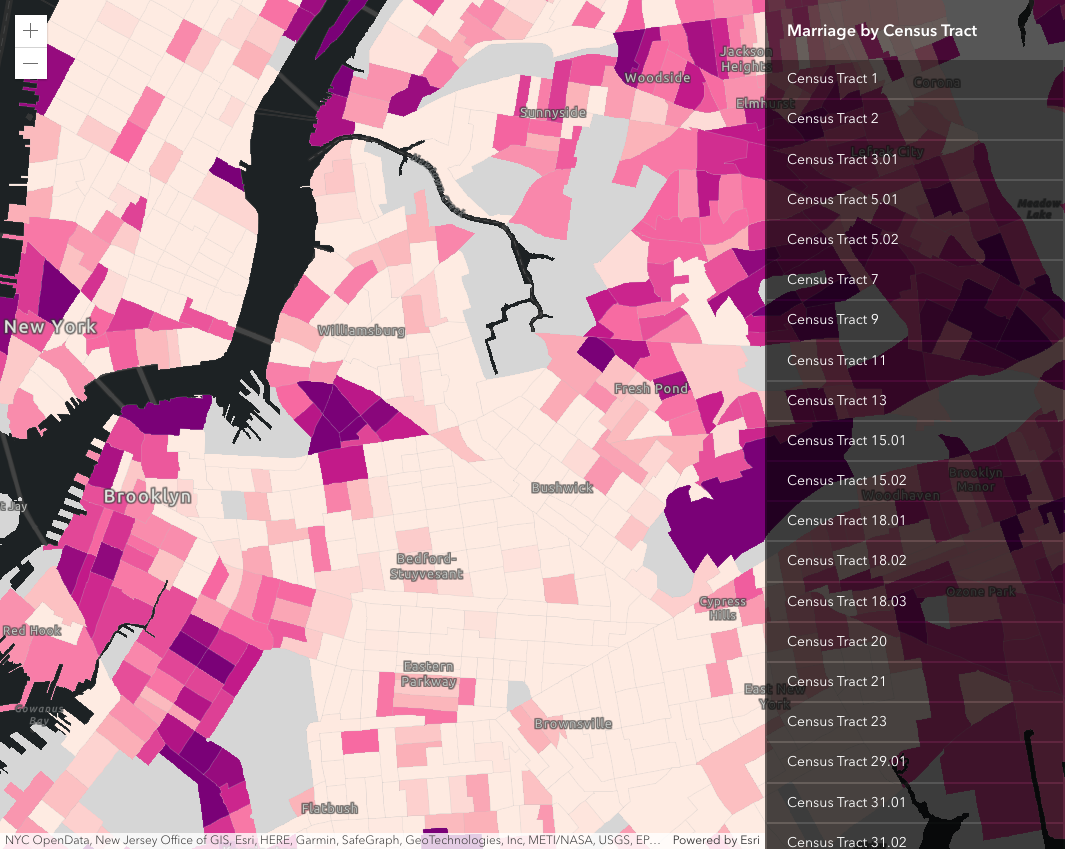 +
−
Marriage by Census Tract
Census Tract 1
Census Tract 2
Census Tract 3.01
Census Tract 5.01
Census Tract 5.02
Census Tract 7
Census Tract 9
Census Tract 11
Census Tract 13
Census Tract 15.01
Census Tract 15.02
Census Tract 18.01
Census Tract 18.02
Census Tract 18.03
Census Tract 20
Census Tract 21
Census Tract 23
Census Tract 29.01
Census Tract 31.01
Census Tract 31.02
Jackson
Heights
Woodside
Corona
Elmhurst
Sunnyside
Lefrak City
Meadow
Lake
New York
Williamsburg
Fresh Pond
Brooklyn
Manor
Woodhaven
Bushwick
Brooklyn
t Jay
Bedford-
Stuyvesant
Ozone Park
Cypress
Hills
Red Hook
Eastern
Parkway
East New
York
Gowanus
Bay
Brownsville
Flatbush
NYC OpenData, New Jersey Office of GIS, Esri, HERE, Garmin, SafeGraph, GeoTechnologies, Inc, METI/NASA, USGS, EP... Powered by Esri